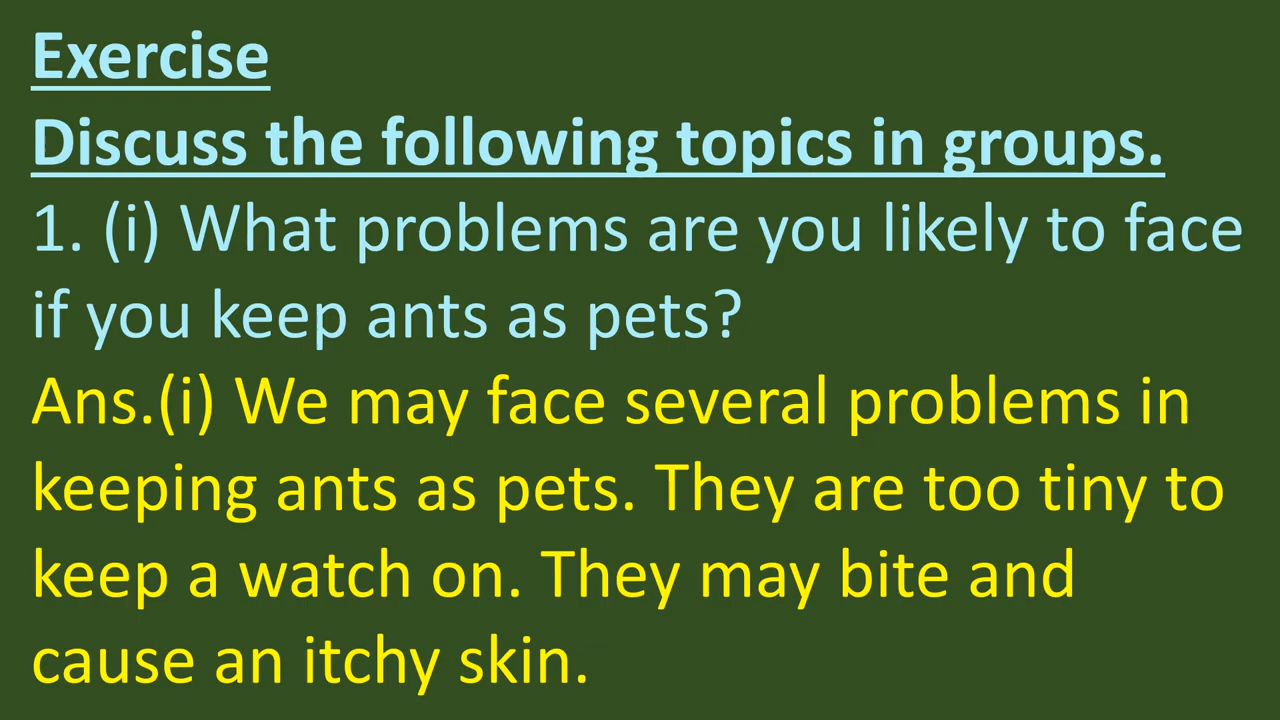 Exercise
Discuss the following topics in groups.
1. (i) What problems are you likely to face
if you keep ants as pets?
Ans.(i) We may face several problems in
keeping ants as pets. They are too tiny to
keep a watch on. They may bite and
cause an itchy skin.